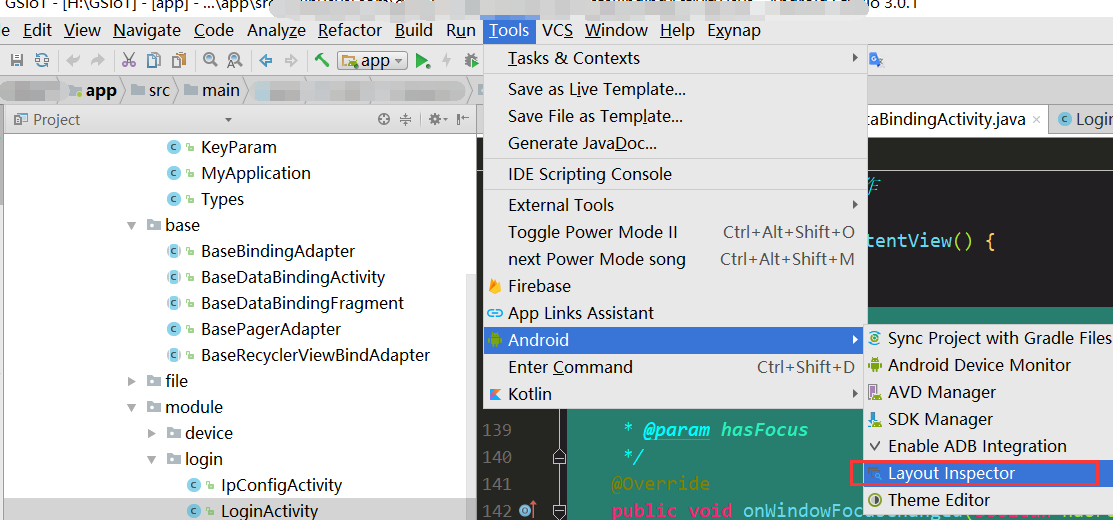 GSIoT - [H:\GSIoT] - [app] - ...\app\src
3.0.1
e Edit View Navigate Code Analyze Refactor Build Run Tools VCS Window Help Exynap
app
app src main
Project
KeyParam
MyApplication
Types
base
BaseBindingAdapter
BaseDataBindingActivity
BaseDataBindingFragment
BasePagerAdapter
BaseRecyclerViewBindAdapter
file
module
device
login
IpConfigActivity
LoginActivity
Tasks & Contexts
Save as Live Template...
Save File as Template...
Generate JavaDoc...
IDE Scripting Console
External Tools
Toggle Power Mode II Ctrl+Alt+Shift+O
next Power Mode song Ctrl+Alt+Shift+M
Firebase
App Links Assistant
Android
Enter Command Ctrl+Shift+D
Kotlin
Sync Project with Gradle Files
Android Device Monitor
AVD Manager
SDK Manager
Enable ADB Integration
Layout Inspector
Theme Editor
taBindingActivity.java
Login
作
tentView() {
139 * @param hasFocus
140 */
141 @Override
142 public void